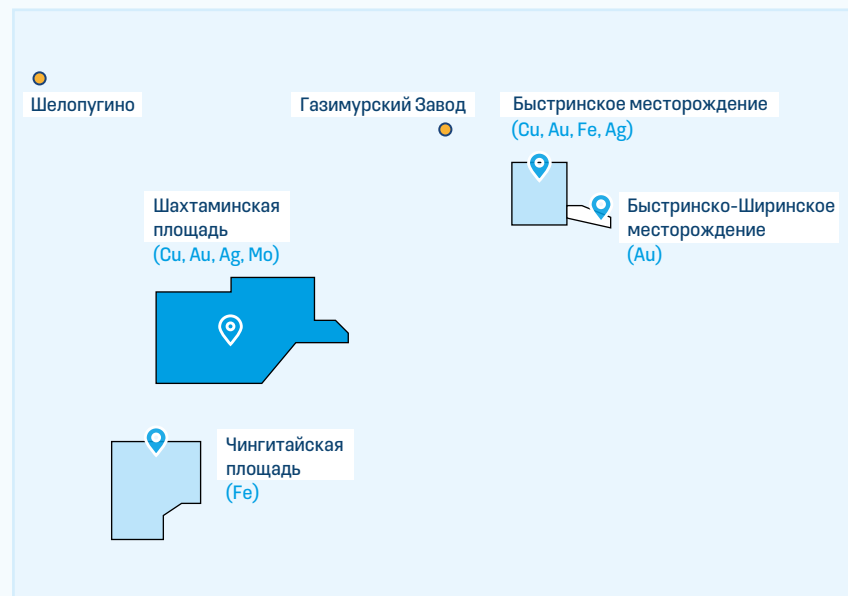 Шелопугино
Газимурский Завод
Быстринское месторождение
(Cu, Au, Fe, Ag)
Шахтаминская
площадь
(Cu, Au, Ag, Mo)
Быстринско-Ширинское
месторождение
(Au)
Чингитайская
площадь
(Fe)